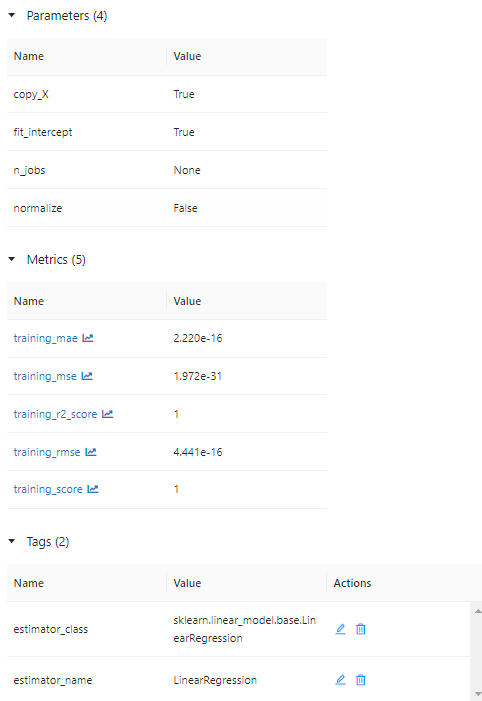 Parameters (4)
Name Value
copy_X True
fit_intercept True
n_jobs None
normalize False
Metrics (5)
Name Value
training_mae 2.220e-16
training_mse 1.972e-31
training_r2_score 1
training_rmse 4.441e-16
training_score 1
Tags (2)
Name Value Actions
estimator_class sklearn.linear_model.base.Lin
earRegression
estimator_name LinearRegression